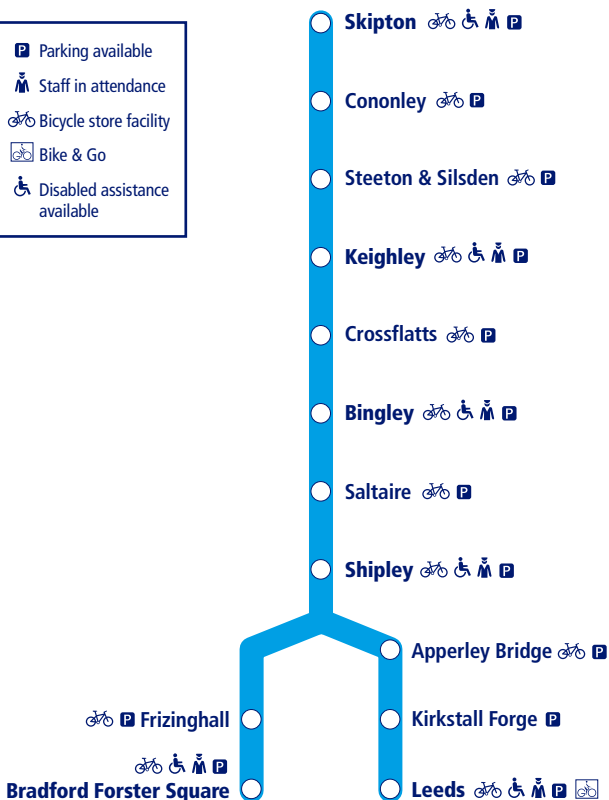 P Parking available
Staff in attendance
Bicycle store facility
Bike & Go
Disabled assistance
available
Skipton P
Cononley P
Steeton & Silsden P
Keighley P
Crossflatts P
Bingley P
Saltaire P
Shipley P
Apperley Bridge P
P Frizinghall
Kirkstall Forge P
P
Bradford Forster Square
Leeds P